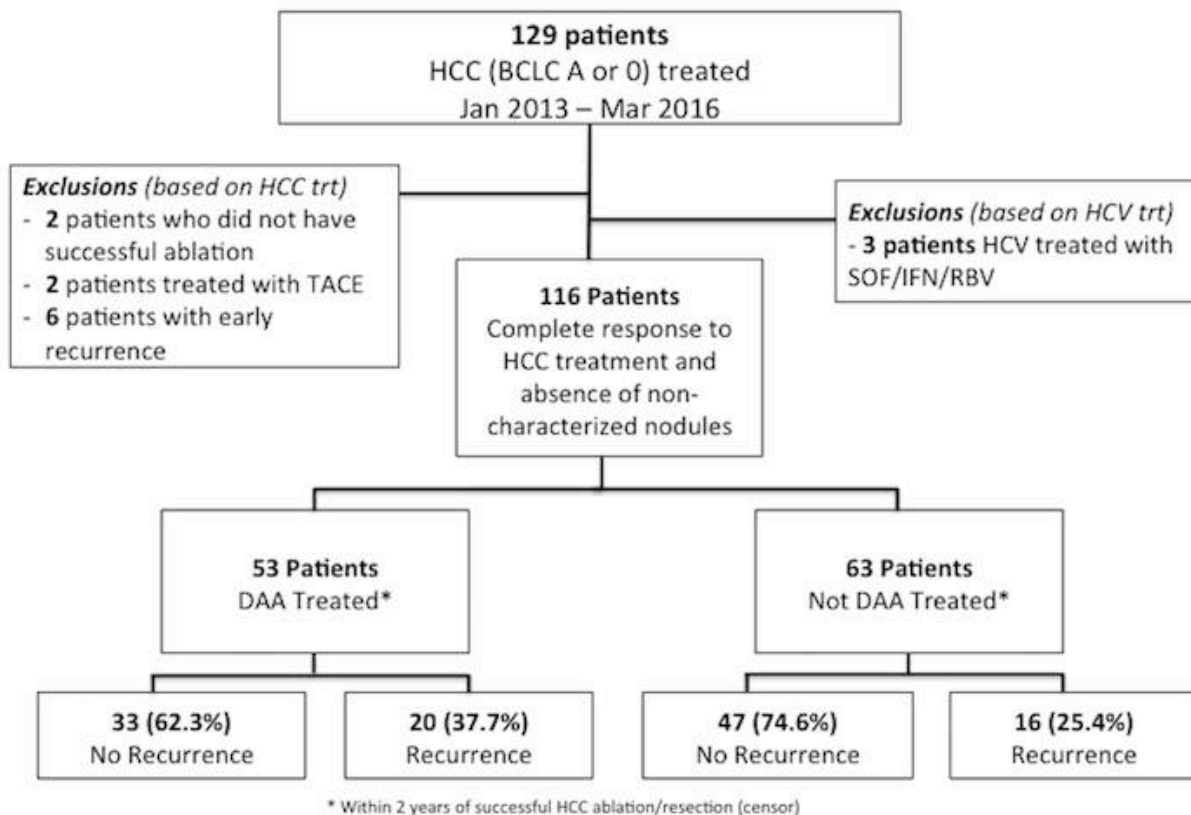 129 patients
HCC (BCLC A or 0) treated
Jan 2013 – Mar 2016
Exclusions (based on HCC trt)
- 2 patients who did not have
successful ablation
- 2 patients treated with TACE
- 6 patients with early
recurrence
Exclusions (based on HCV trt)
- 3 patients HCV treated with
SOF/IFN/RBV
116 Patients
Complete response to
HCC treatment and
absence of non-
characterized nodules
53 Patients
DAA Treated*
63 Patients
Not DAA Treated*
33 (62.3%)
No Recurrence
20 (37.7%)
Recurrence
47 (74.6%)
No Recurrence
16 (25.4%)
Recurrence
* Within 2 years of successful HCC ablation/resection (censor)